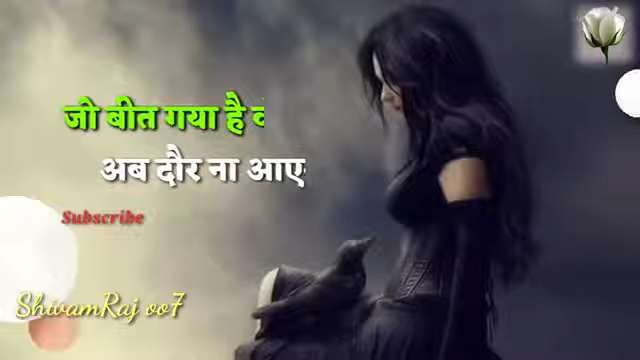 जो बीत गया है
अब दौर ना आए
Subscribe
ShivamRaj oo7